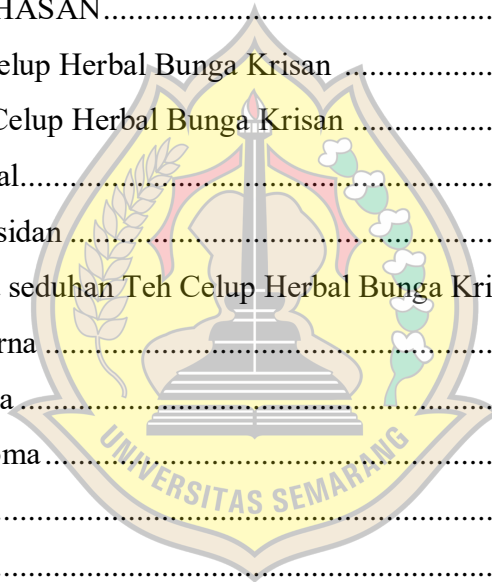 HASAN......................................................
elup Herbal Bunga Krisan ....................
Celup Herbal Bunga Krisan ..................
al................................................................
sidan ..........................................................
seduhan Teh Celup Herbal Bunga Kri
rna ..............................................................
a .................................................................
ma ..............................................................
....................................................................
....................................................................
UNIVERSITAS SEMARANG